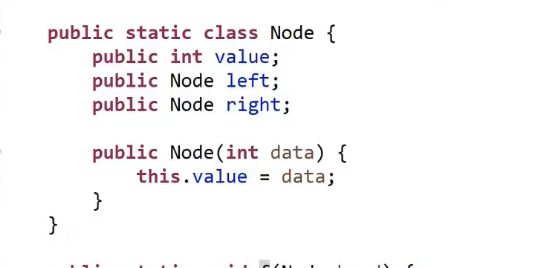 public static class Node {
public int value;
public Node left;
public Node right;
public Node(int data) {
this.value = data;
}
}